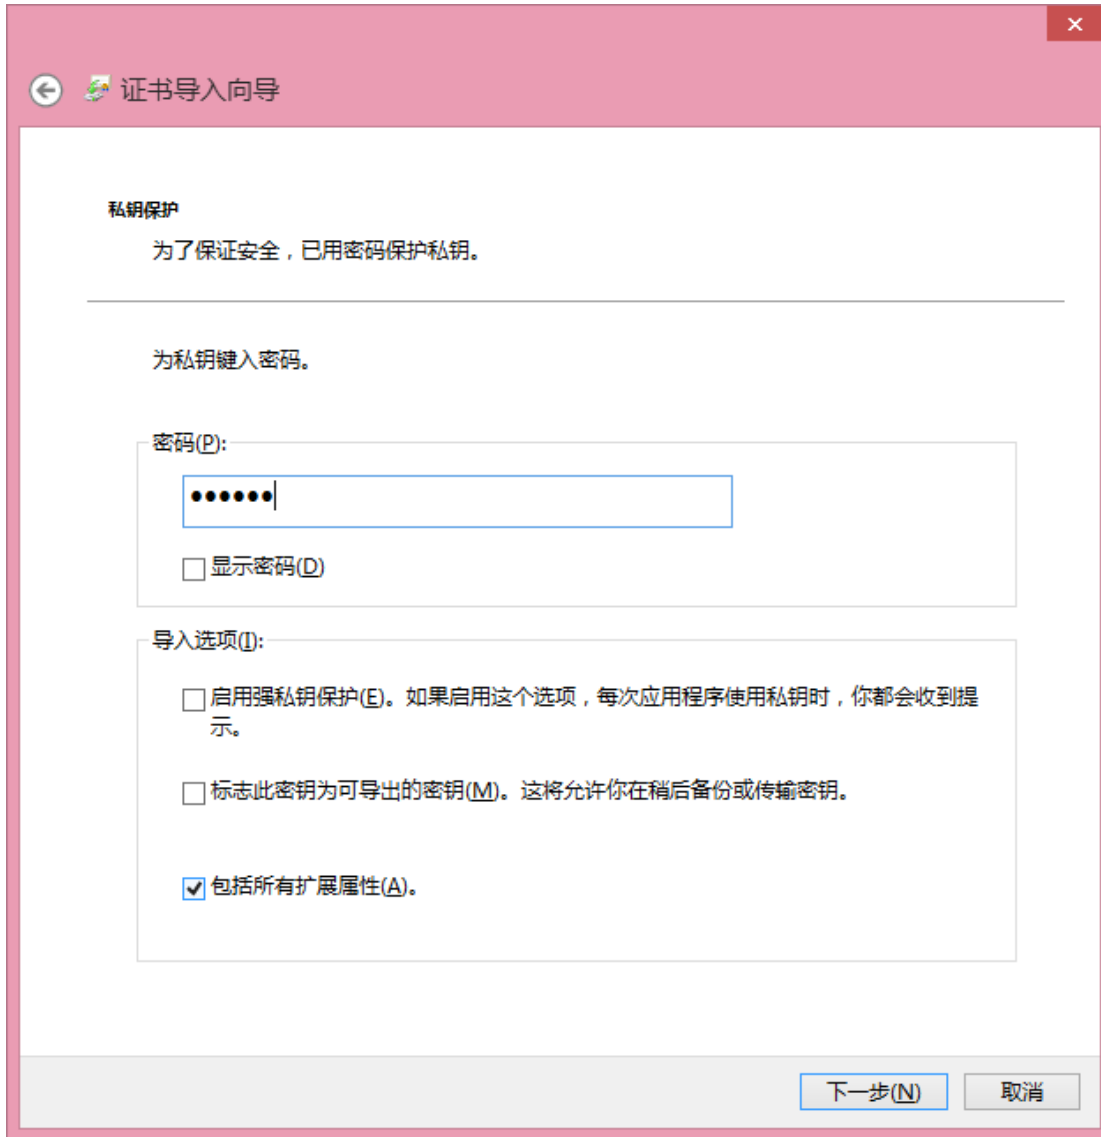 证书导入向导
私钥保护
为了保证安全，已用密码保护私钥。
为私钥键入密码。
密码(P):
●●●●●●
显示密码(D)
导入选项(I):
启用强私钥保护(E)。如果启用这个选项，每次应用程序使用私钥时，你都会收到提
示。
标志此密钥为可导出的密钥(M)。这将允许你在稍后备份或传输密钥。
包括所有扩展属性(A)。
下一步(N)
取消